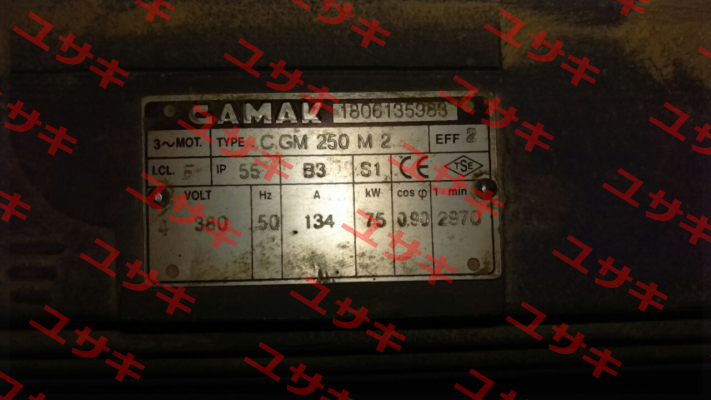 GAMAK 1806135983
3~MOT. TYPE C.GM 250 M 2 EFF 2
I.CL. F IP 55 B3 S1 CE TSE
VOLT Hz A kW cos φ 1/min
380 50 134 75 0.90 2970
ユサキ